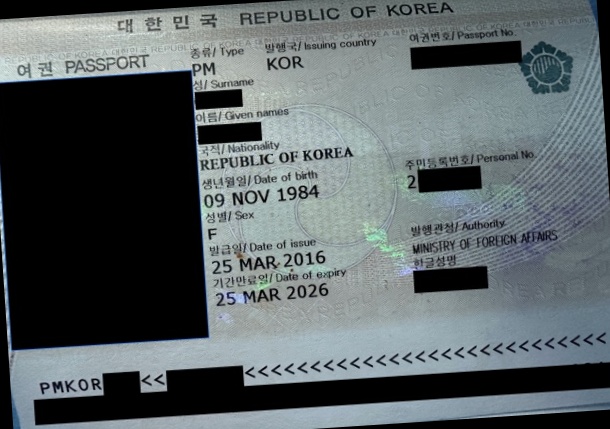 대한민국 REPUBLIC OF KOREA
여권 PASSPORT
종류/ Type 발행국/ Issuing country 여권번호/ Passport No.
PM KOR
성/ Surname
이름/ Given names
국적/ Nationality
REPUBLIC OF KOREA
생년월일/ Date of birth 주민등록번호/ Personal No.
09 NOV 1984 2
성별/ Sex
F
발급일/ Date of issue 발행관청/ Authority
25 MAR 2016 MINISTRY OF FOREIGN AFFAIRS
기간만료일/ Date of expiry 한글성명
25 MAR 2026
PMKOR << <<<<<<<<<<<<<<<<<<<<<<<<<<<<